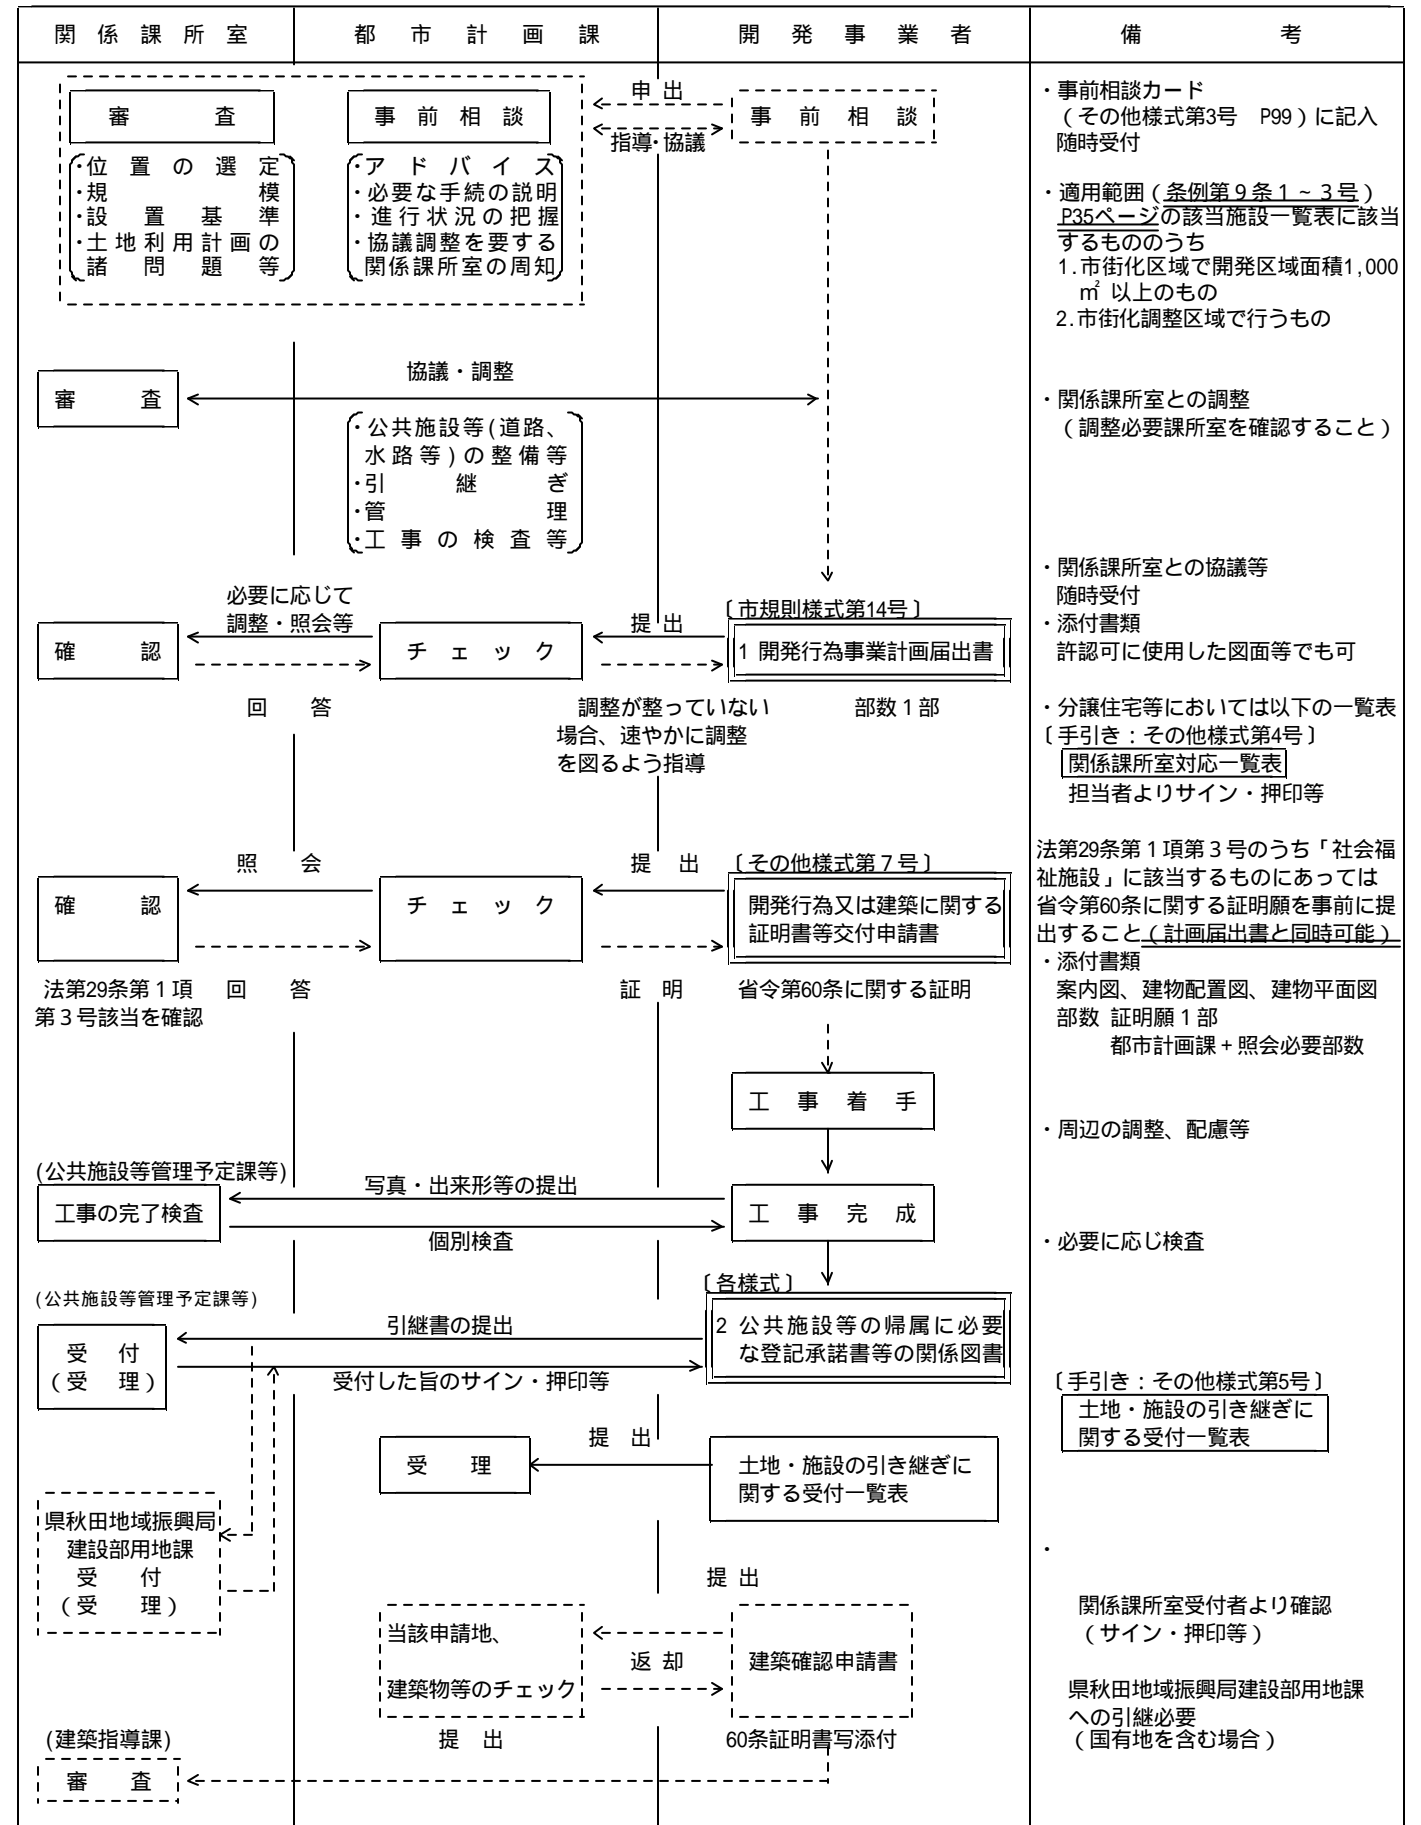 関係課所室
都市計画課
開発事業者
備考
審査
事前相談
申出
指導・協議
事前相談
・位置の選定
・規模
・設置基準
・土地利用計画の
諸問題等
・アドバイス
・必要な手続の説明
・進行状況の把握
・協議調整を要する
関係課所室の周知
・事前相談カード
（その他様式第3号　P99）に記入
随時受付
・適用範囲（条例第９条１~３号）
P35ページの該当施設一覧表に該当
するもののうち
1.市街化区域で開発区域面積1,000
㎡ 以上のもの
2.市街化調整区域で行うもの
審査
協議・調整
・公共施設等(道路、
水路等)の整備等
・引継ぎ
・管理
・工事の検査等
・関係課所室との調整
（調整必要課所室を確認すること）
必要に応じて
調整・照会等
提出
〔市規則様式第14号〕
確認
チェック
1 開発行為事業計画届出書
回答
調整が整っていない
場合、速やかに調整
を図るよう指導
部数１部
・関係課所室との協議等
随時受付
・添付書類
許認可に使用した図面等でも可
・分譲住宅等においては以下の一覧表
〔手引き：その他様式第4号〕
関係課所室対応一覧表
担当者よりサイン・押印等
照会
提出
〔その他様式第７号〕
確認
チェック
開発行為又は建築に関する
証明書等交付申請書
法第29条第１項
第３号該当を確認
回答
証明
省令第60条に関する証明
法第29条第１項第３号のうち「社会福
祉施設」に該当するものにあっては
省令第60条に関する証明願を事前に提
出すること（計画届出書と同時可能）
・添付書類
案内図、建物配置図、建物平面図
部数 証明願１部
都市計画課＋照会必要部数
工事着手
・周辺の調整、配慮等
(公共施設等管理予定課等)
工事の完了検査
写真・出来形等の提出
個別検査
工事完成
・必要に応じ検査
〔各様式〕
(公共施設等管理予定課等)
受付
(受理)
引継書の提出
受付した旨のサイン・押印等
2 公共施設等の帰属に必要
な登記承諾書等の関係図書
〔手引き：その他様式第5号〕
土地・施設の引き継ぎに
関する受付一覧表
受理
提出
土地・施設の引き継ぎに
関する受付一覧表
県秋田地域振興局
建設部用地課
受付
(受理)
・
提出
当該申請地、
建築物等のチェック
返却
建築確認申請書
関係課所室受付者より確認
（サイン・押印等）
県秋田地域振興局建設部用地課
への引継必要
（国有地を含む場合）
(建築指導課)
審査
提出
60条証明書写添付